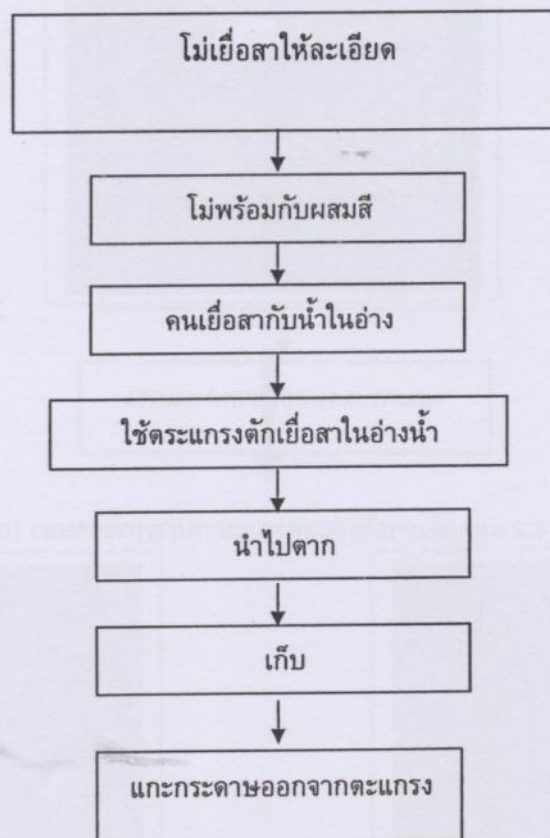 โม่เยื่อสาให้ละเอียด
โม่พร้อมกับผสมสี
คนเยื่อสากับน้ำในอ่าง
ใช้ตระแกรงตักเยื่อสาในอ่างน้ำ
นำไปตาก
เก็บ
แกะกระดาษออกจากตะแกรง